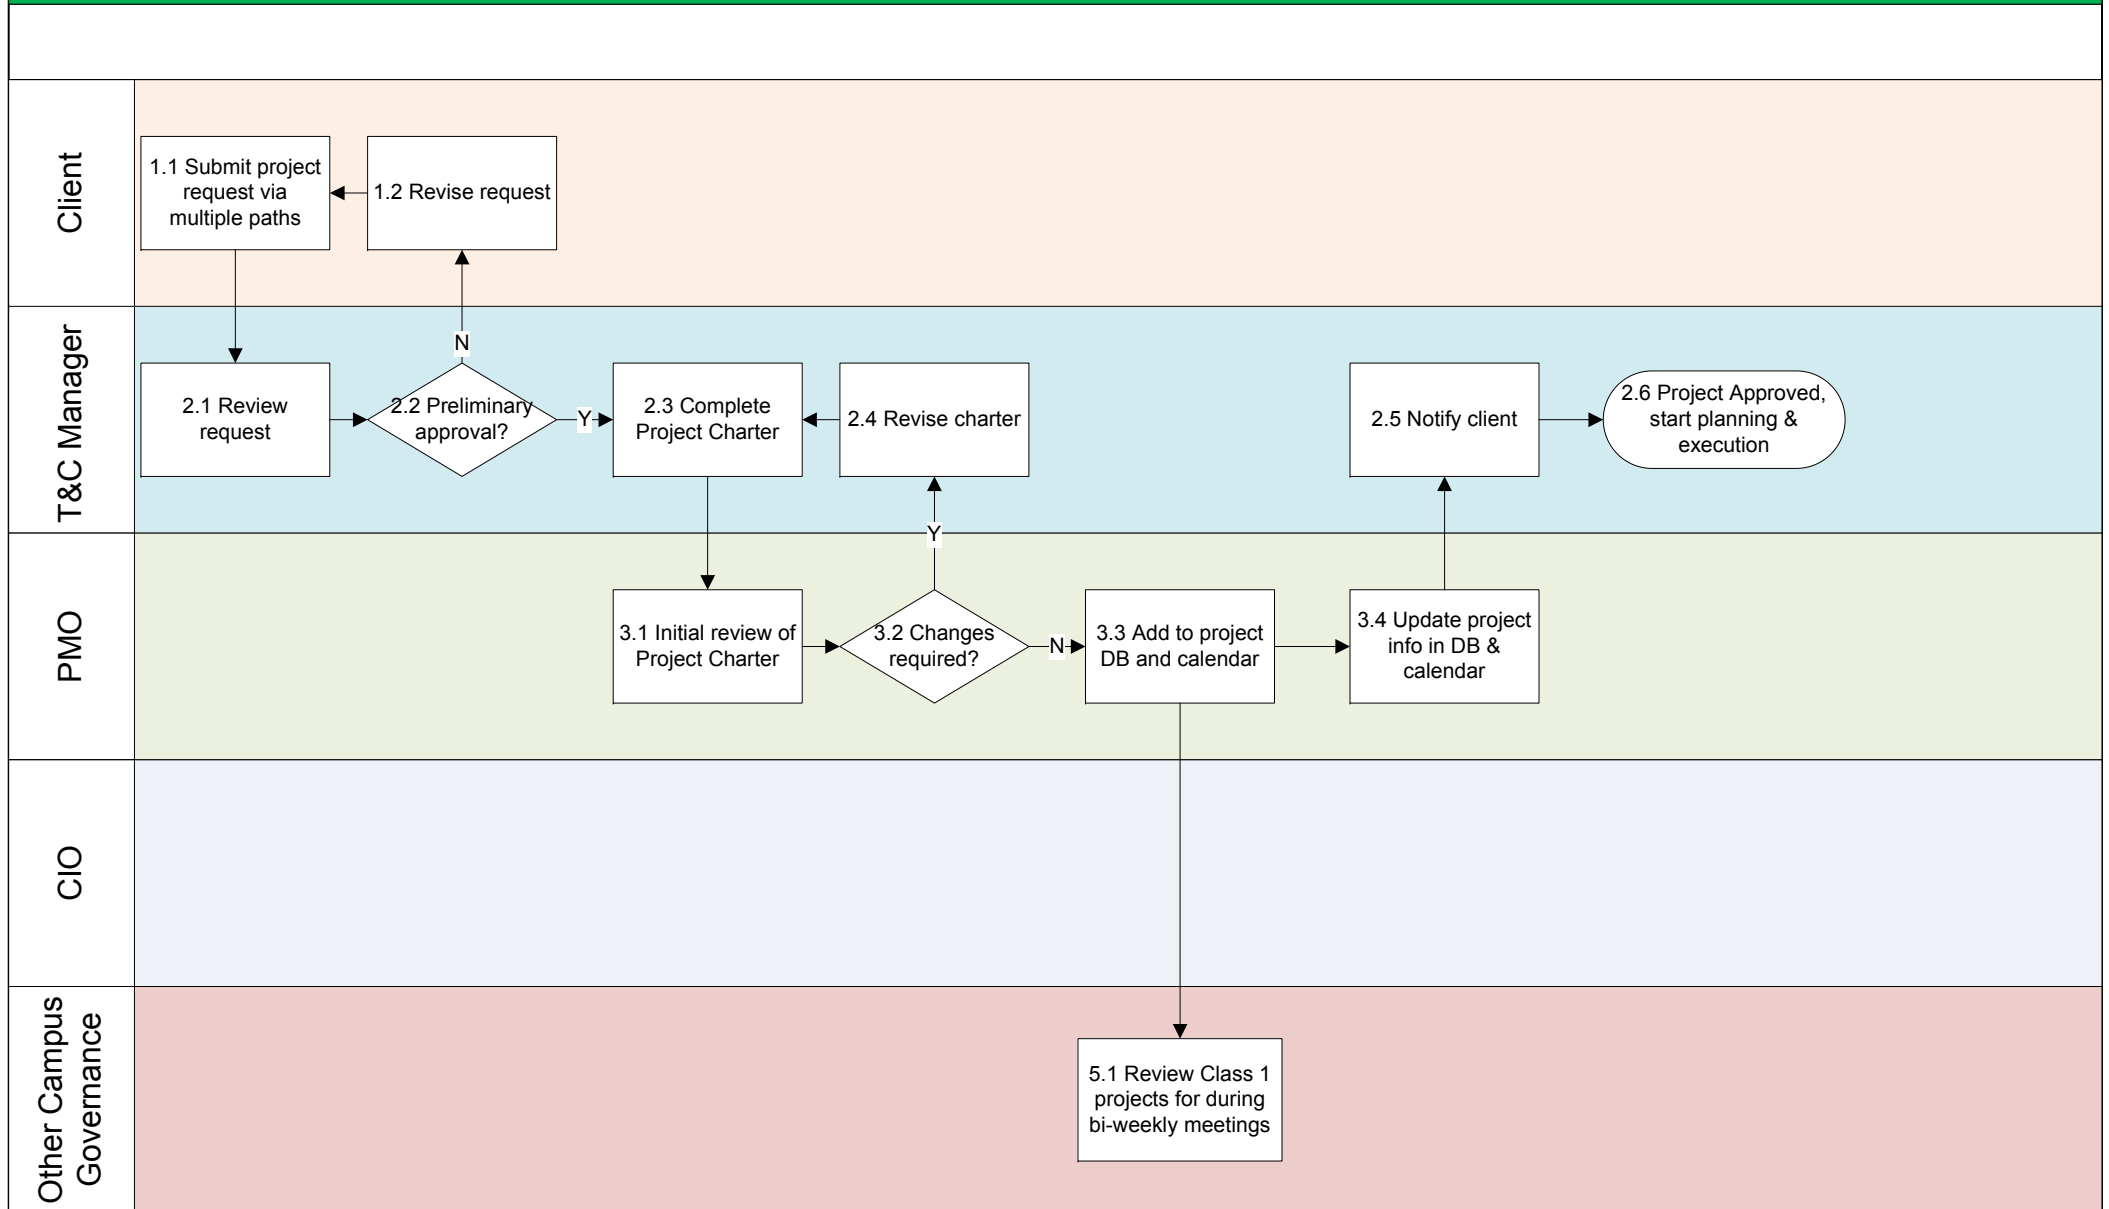 Client
1.1 Submit project
request via
multiple paths
1.2 Revise request
N
T&C Manager
2.1 Review
request
2.2 Preliminary
approval?
Y
2.3 Complete
Project Charter
2.4 Revise charter
2.5 Notify client
2.6 Project Approved,
start planning &
execution
Y
PMO
3.1 Initial review of
Project Charter
3.2 Changes
required?
N
3.3 Add to project
DB and calendar
3.4 Update project
info in DB &
calendar
CIO
Other Campus
Governance
5.1 Review Class 1
projects for during
bi-weekly meetings